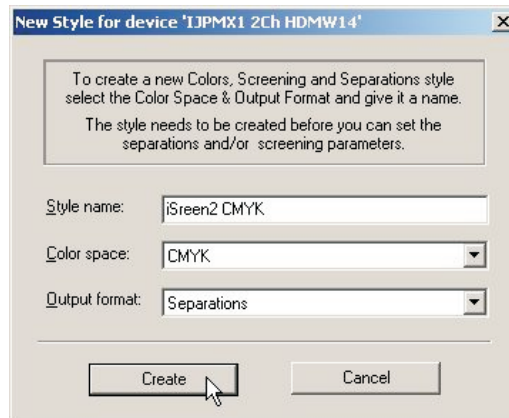 New Style for device 'IJPMX1 2Ch HDMW14'
To create a new Colors, Screening and Separations style
select the Color Space & Output Format and give it a name.
The style needs to be created before you can set the
separations and/or screening parameters.
Style name:
iSreen2 CMYK
Color space:
CMYK
Output format:
Separations
Create
Cancel